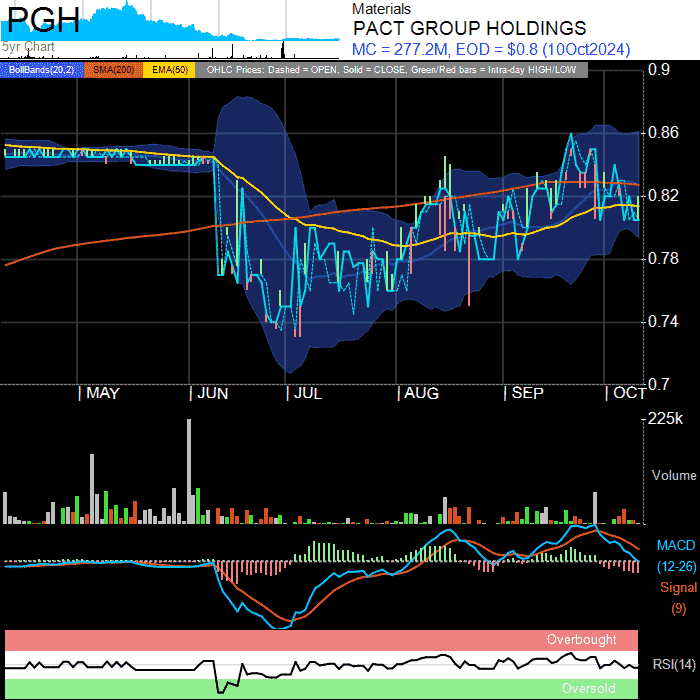 PGH
5yr Chart
Materials
PACT GROUP HOLDINGS
MC = 277.2M, EOD = $0.8 (10Oct2024)
BollBands(20,2) SMA(200) EMA(50) OHLC Prices: Dashed = OPEN, Solid = CLOSE, Green/Red bars = Intra-day HIGH/LOW
0.9
0.86
0.82
0.78
0.74
0.7
| MAY | JUN | JUL | AUG | SEP | OCT
225k
Volume
MACD
(12-26)
Signal
(9)
Overbought
RSI(14)
Oversold